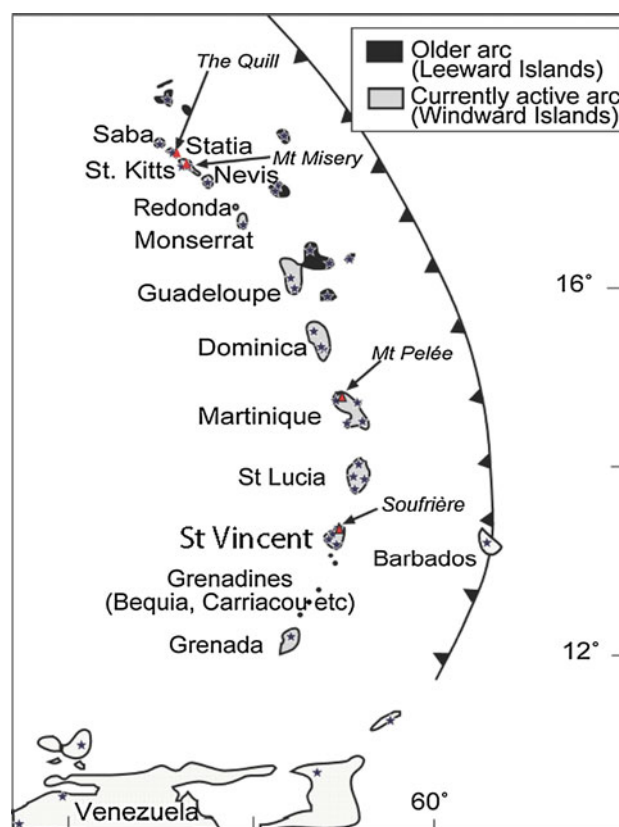 The Quill
Older arc
(Leeward Islands)
Currently active arc
(Windward Islands)
Saba
Statia
St. Kitts
Mt Misery
Nevis
Redonda
Monserrat
16°
Guadeloupe
Dominica
Mt Pelée
Martinique
St Lucia
Soufrière
St Vincent
Barbados
Grenadines
(Bequia, Carriacou etc)
Grenada
12°
Venezuela
60°